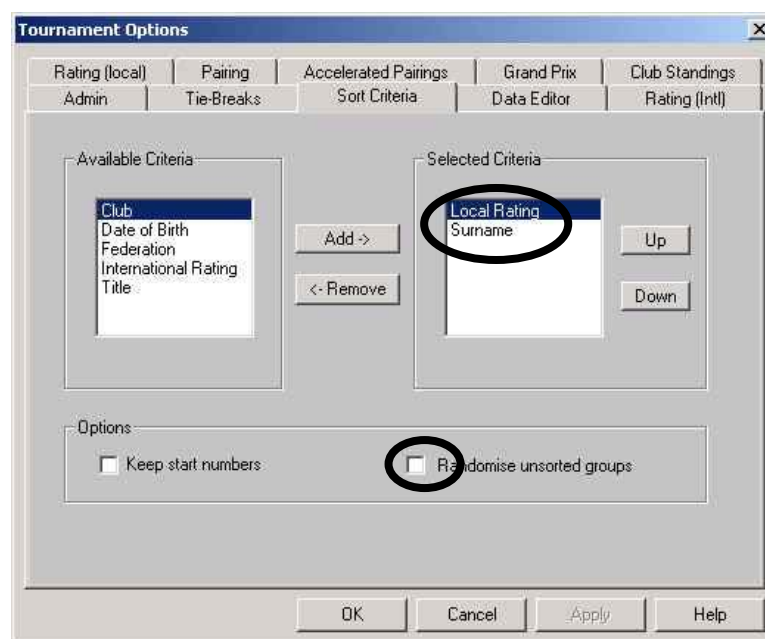 Tournament Options
Rating (local) Pairing Accelerated Pairings Grand Prix Club Standings
Admin Tie-Breaks Sort Criteria Data Editor Rating (Intl)
Available Criteria
Club
Date of Birth
Federation
International Rating
Title
Add ->
<- Remove
Selected Criteria
Local Rating
Surname
Up
Down
Options
Keep start numbers
Randomise unsorted groups
OK Cancel Apply Help